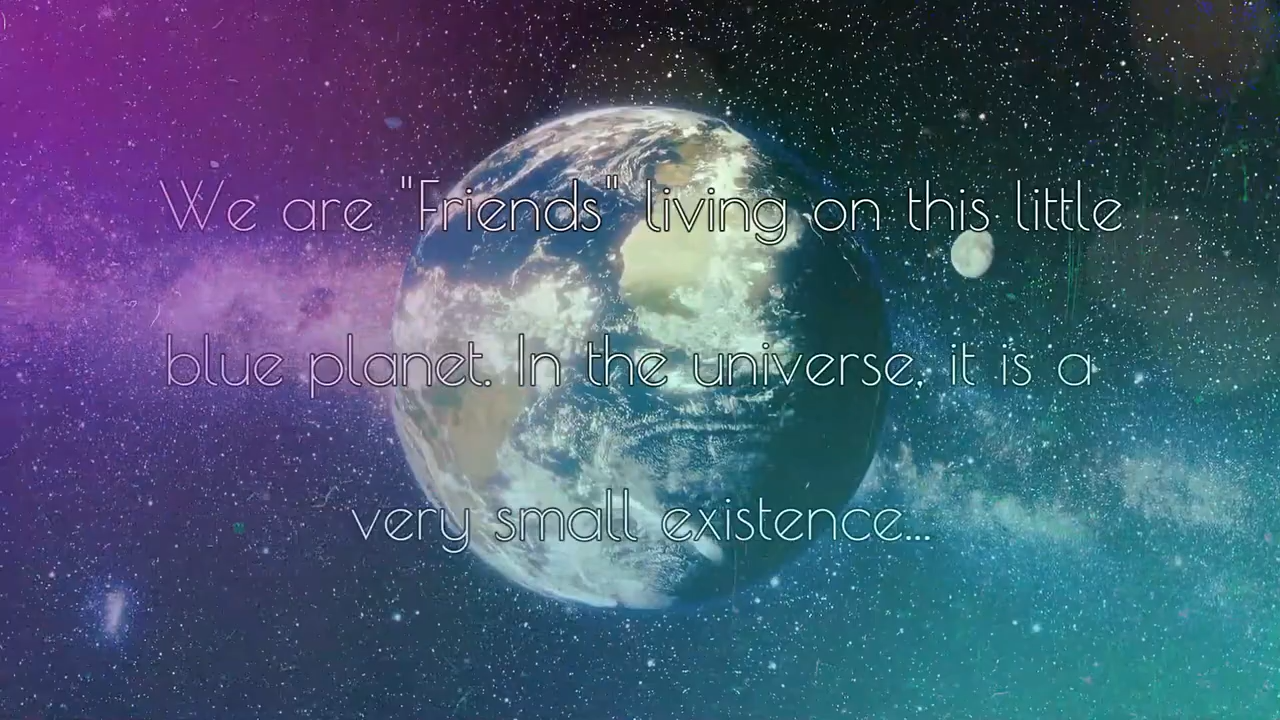 We are "Friends" living on this little
blue planet. In the universe, it is a
very small existence...